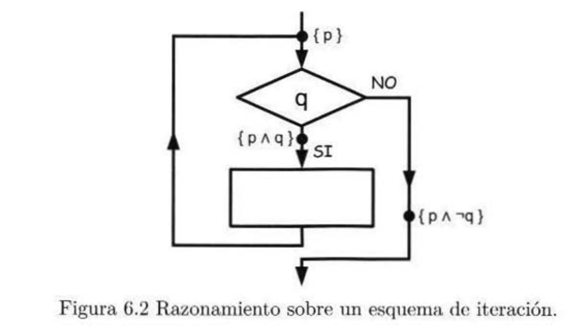 {p}
q
NO
{p∧q}
SI
{p∧¬q}
Figura 6.2 Razonamiento sobre un esquema de iteración.